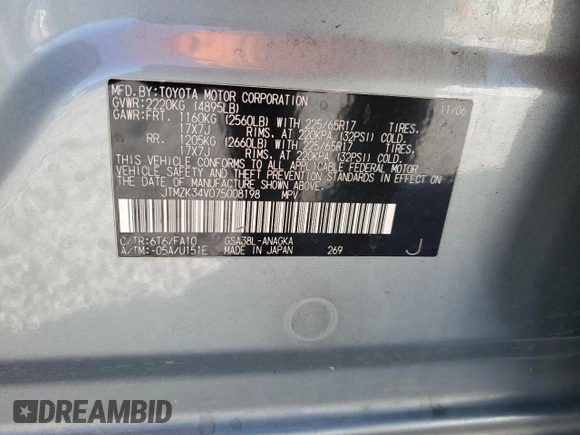 MFD.BY:TOYOTA MOTOR CORPORATION 11/06
GVWR:2220KG (4895LB)
GAWR:FRT. 1160KG (2560LB) WITH 225/65R17 TIRES.
17X7J RIMS. AT 220KPA (32PSI) COLD.
RR. 1205KG (2660LB) WITH 225/65R17 TIRES.
17X7J RIMS. AT 220KPA (32PSI) COLD.
THIS VEHICLE CONFORMS TO ALL APPLICABLE FEDERAL MOTOR
VEHICLE SAFETY AND THEFT PREVENTION STANDARDS IN
EFFECT ON THE DATE OF MANUFACTURE SHOWN ABOVE.
JTMZK34V075008198 MPV
C/TR:6T6/FA10 GSA38L-ANAGKA J
A/TM:-05A/U151E MADE IN JAPAN 269
DREAMBID